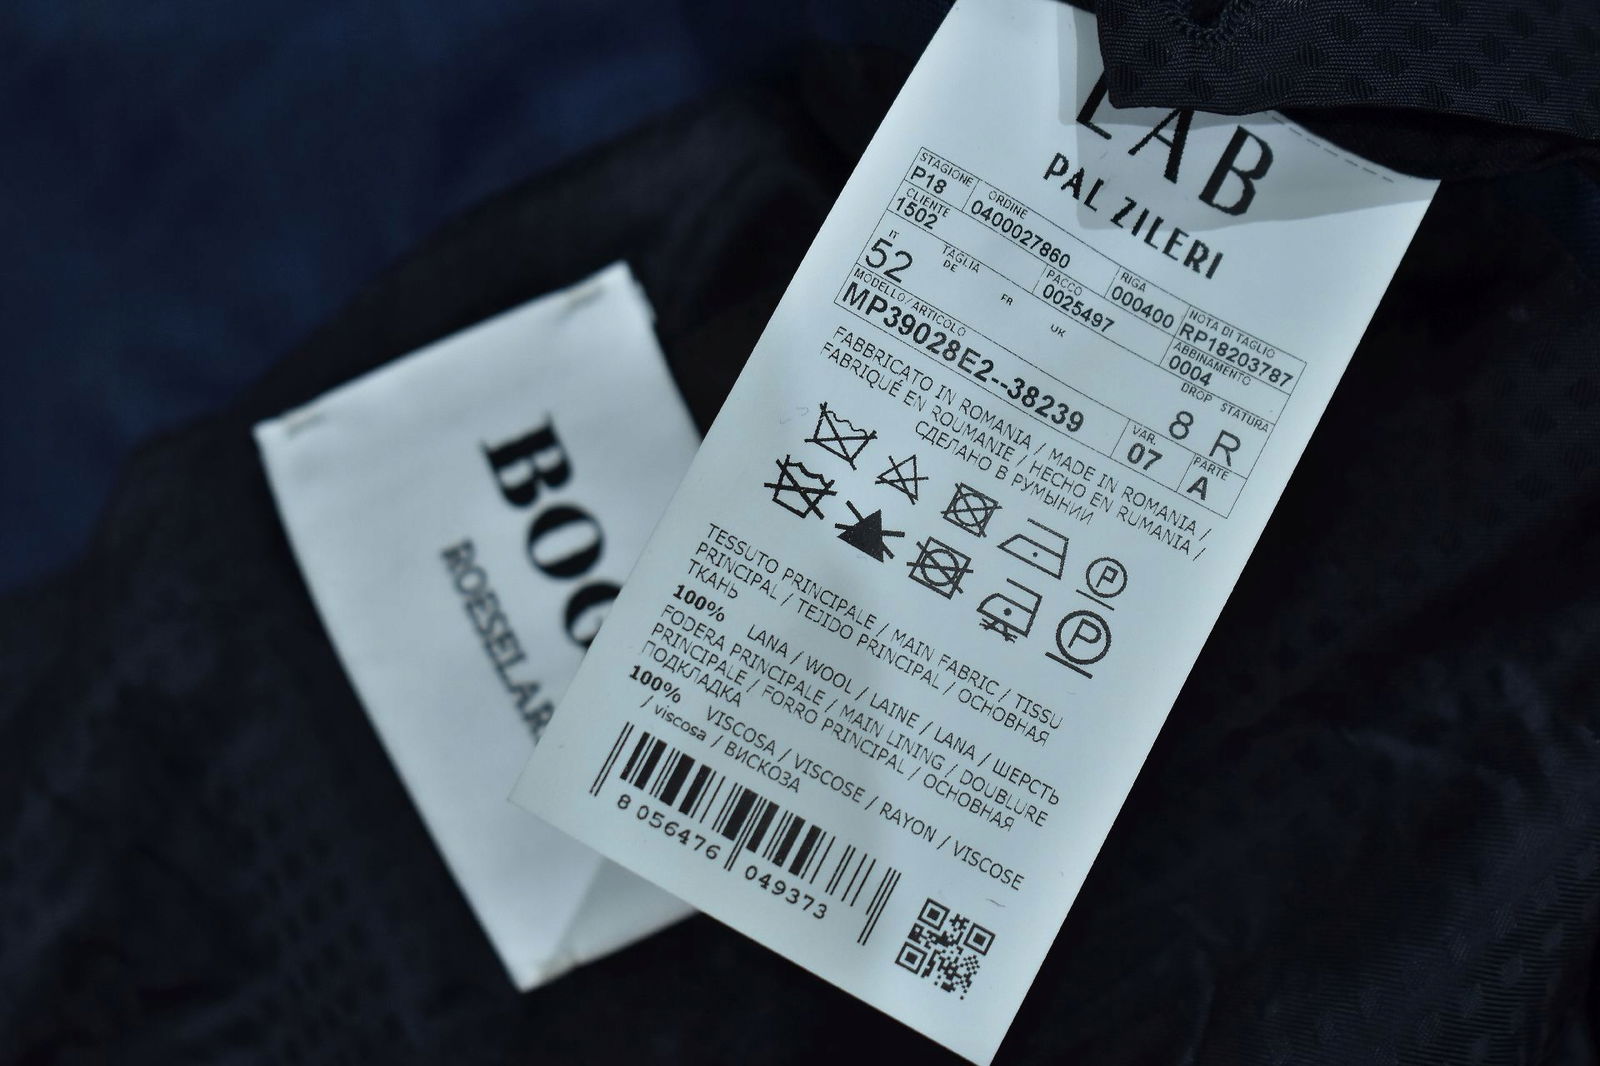 LAB
PAL ZILERI
STAGIONE
P18
ORDINE
0400027860
RIGA
000400
NOTA DI TAGLIO
RP18203787
CLIENTE
1502
PACCO
0025497
ABBINAMENTO
0004
TAGLIA
IT
52
DE
FR
UK
DROP
8
STATURA
R
MODELLO/ARTICOLO
MP39028E2--38239
VAR.
07
PARTE
A
FABBRICATO IN ROMANIA / MADE IN ROMANIA /
FABRIQUÉ EN ROUMANIE / HECHO EN RUMANIA /
СДЕЛАНО В РУМЫНИИ
P
P
TESSUTO PRINCIPALE / MAIN FABRIC / TISSU
PRINCIPAL / TEJIDO PRINCIPAL / ОСНОВНАЯ
ТКАНЬ
100% LANA / WOOL / LAINE / LANA / ШЕРСТЬ
FODERA PRINCIPALE / MAIN LINING / DOUBLURE
PRINCIPALE / FORRO PRINCIPAL / ОСНОВНАЯ
ПОДКЛАДКА
100% VISCOSA / VISCOSE / RAYON / VISCOSE
/ viscosa / ВИСКОЗА
8 056476 049373
BOG
ROESELAR